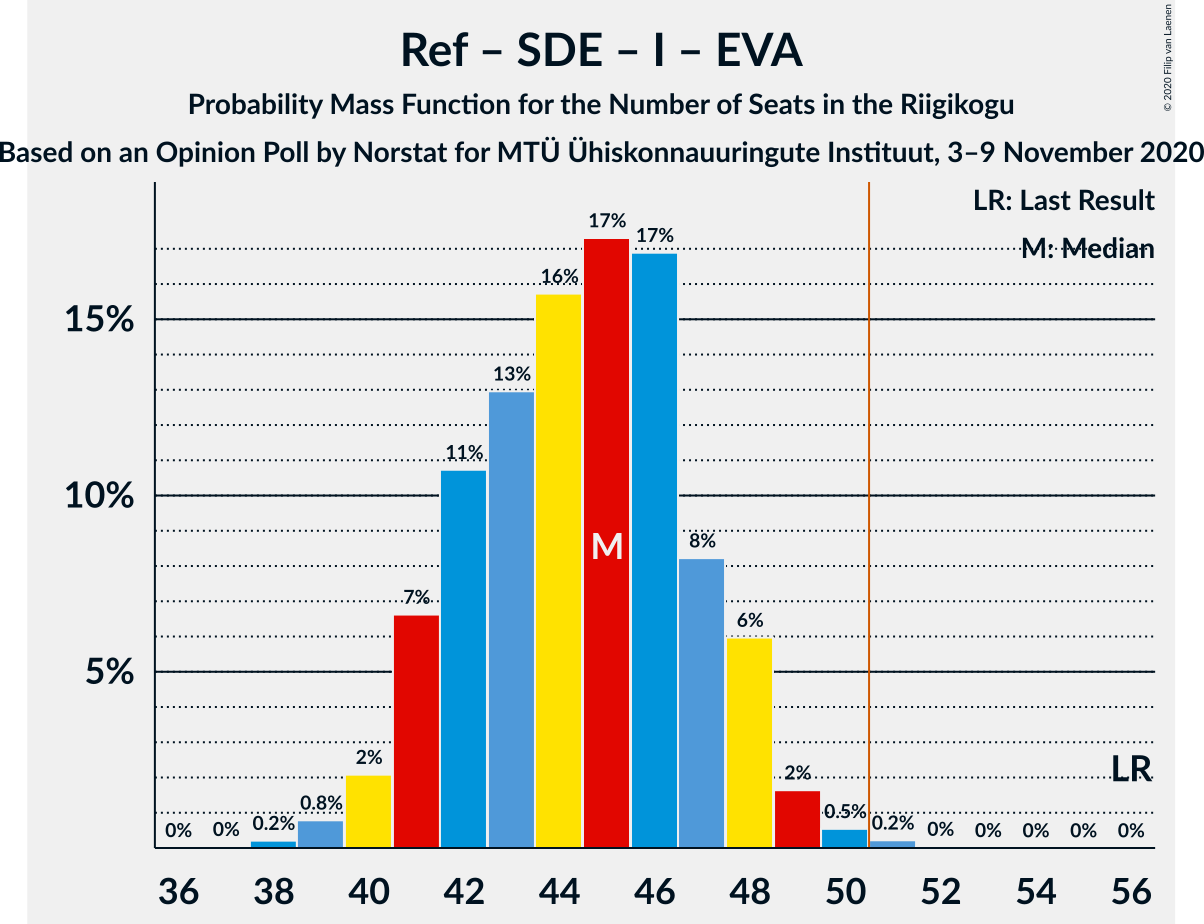 Ref – SDE – I – EVA
Probability Mass Function for the Number of Seats in the Riigikogu
Based on an Opinion Poll by Norstat for MTÜ Ühiskonnauuringute Instituut, 3–9 November 2020
© 2020 Filip van Laenen
LR: Last Result
M: Median
15%
10%
5%
0%
0%
0.2%
0.8%
2%
7%
11%
13%
16%
17%
17%
8%
6%
2%
0.5%
0.2%
0%
0%
0%
0%
0%
M
LR
36 38 40 42 44 46 48 50 52 54 56